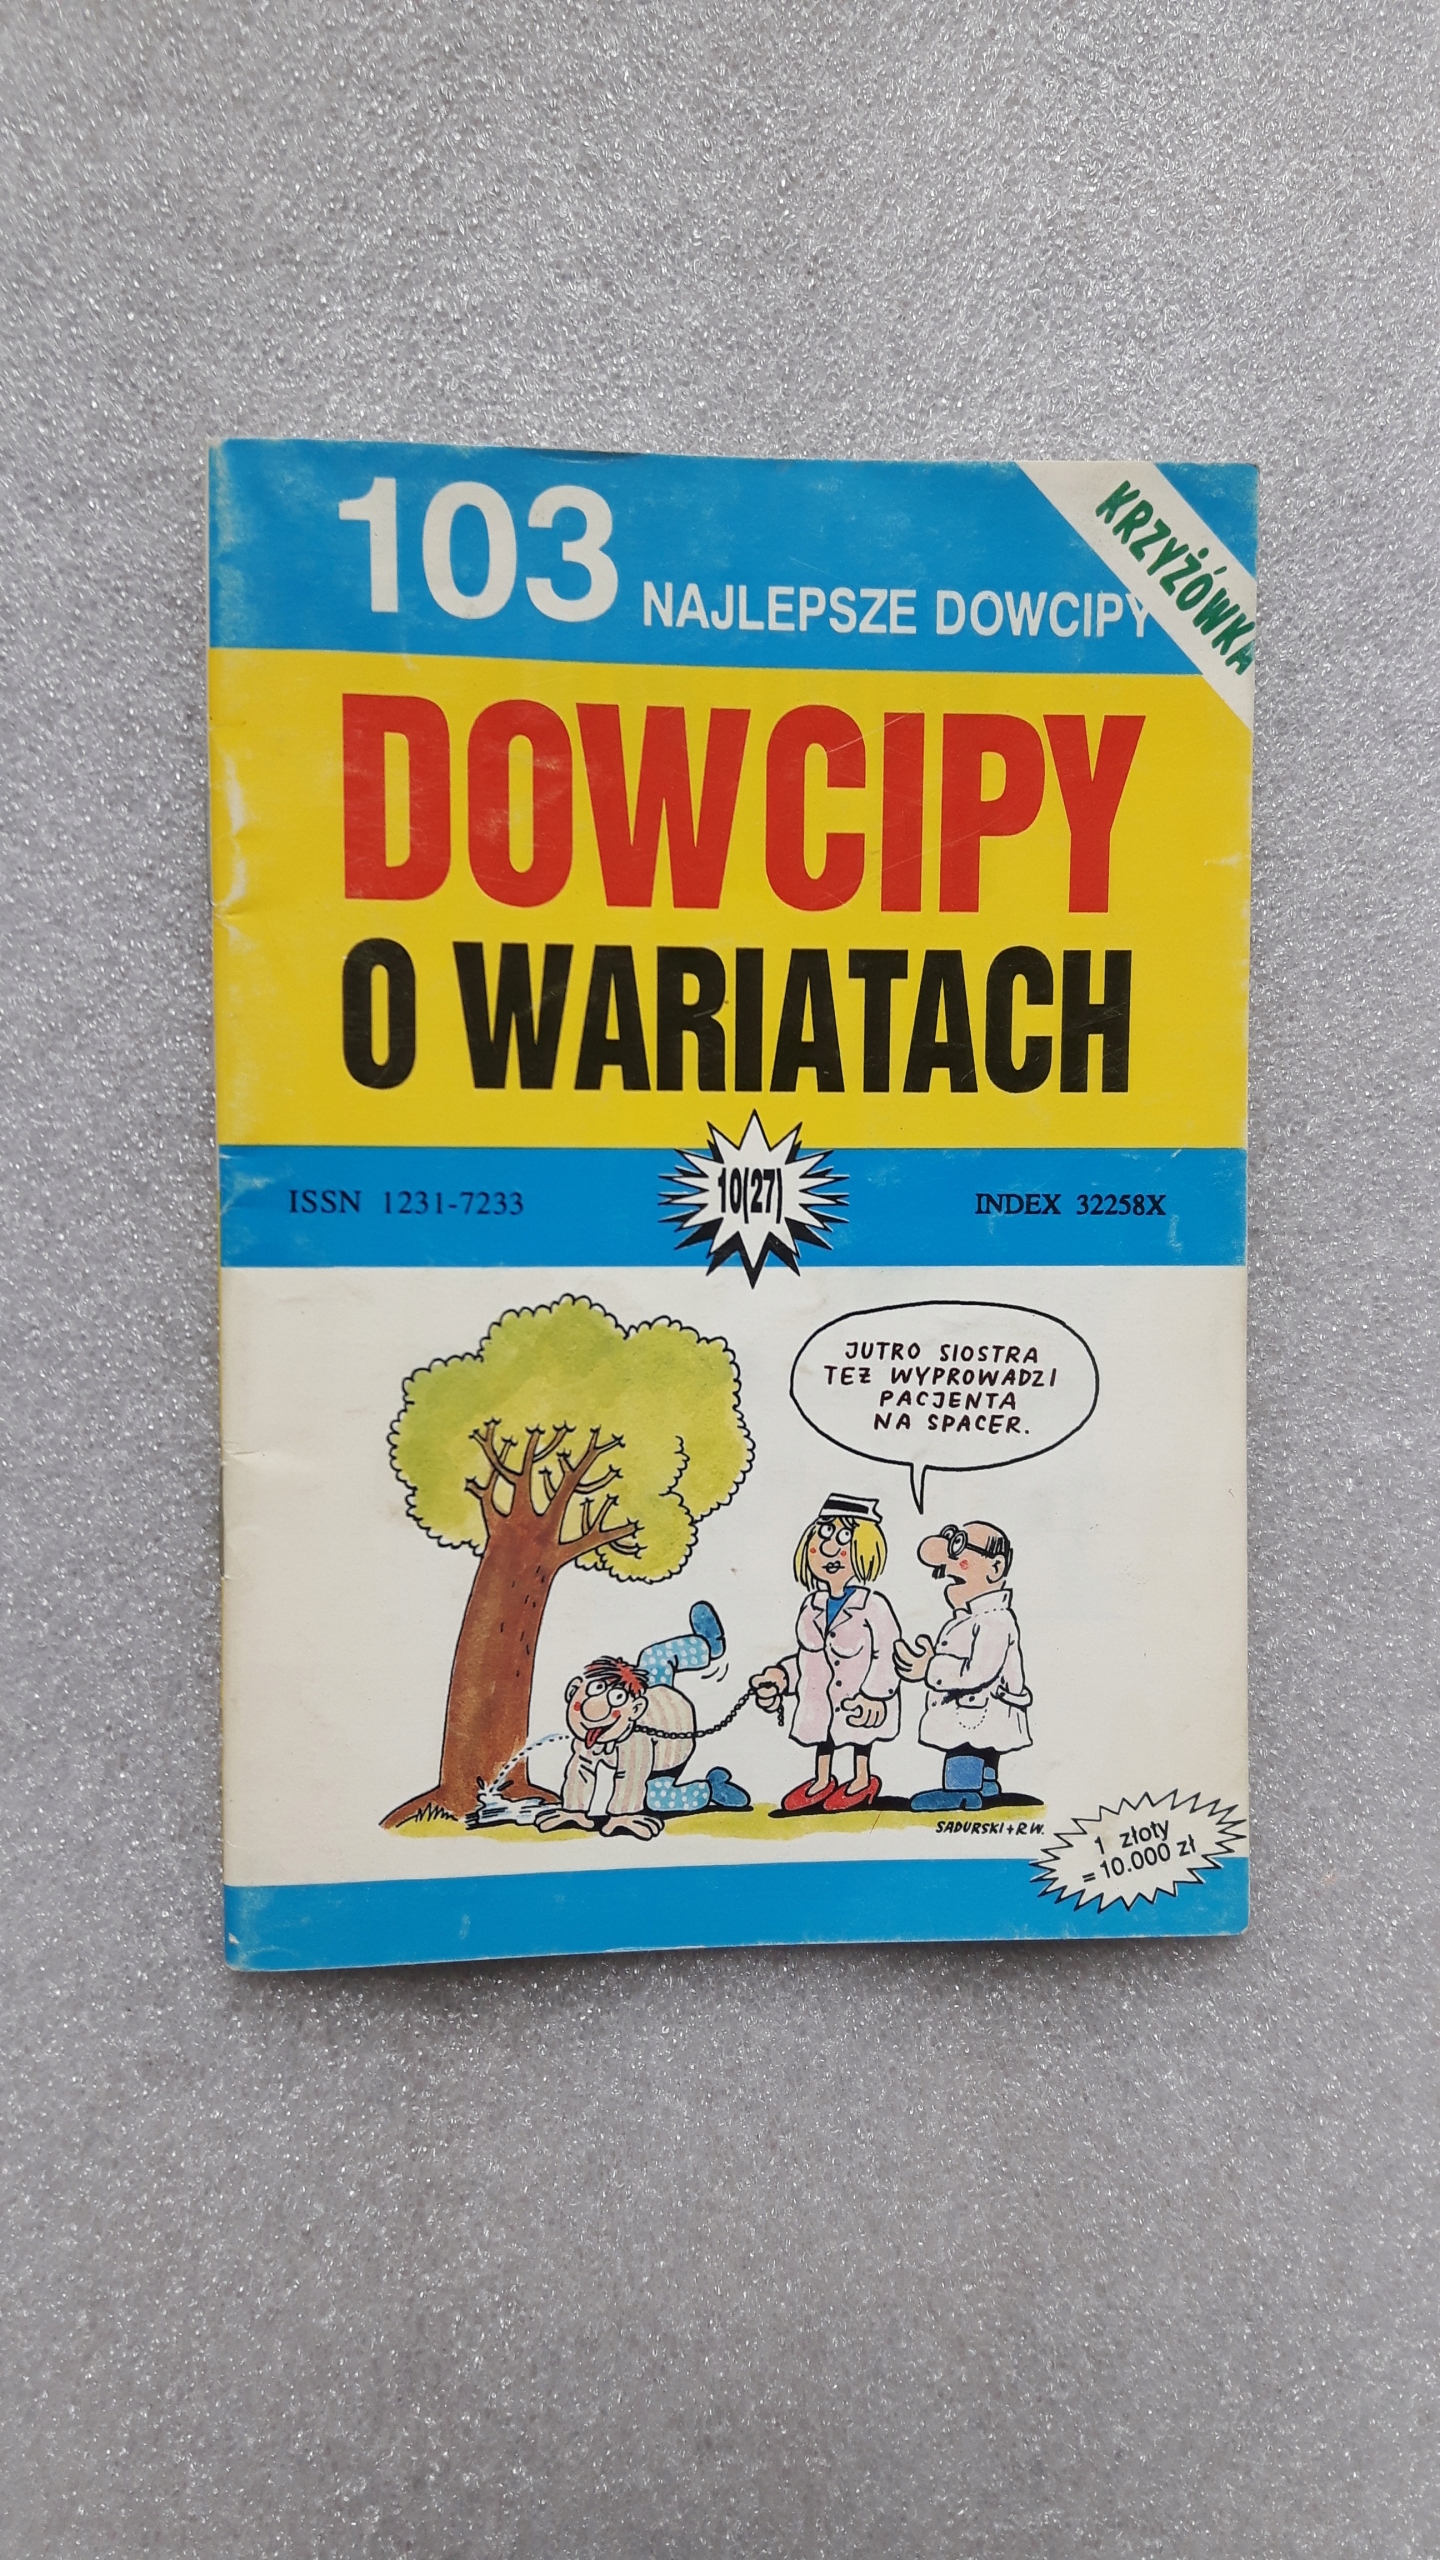 103 NAJLEPSZE DOWCIPY
KRZYŻÓWKA
DOWCIPY
O WARIATACH
ISSN 1231-7233
10(27)
INDEX 32258X
JUTRO SIOSTRA
TEŻ WYPROWADZI
PACJENTA
NA SPACER.
SADURSKI+R.W.
1 złoty
=10.000 zł